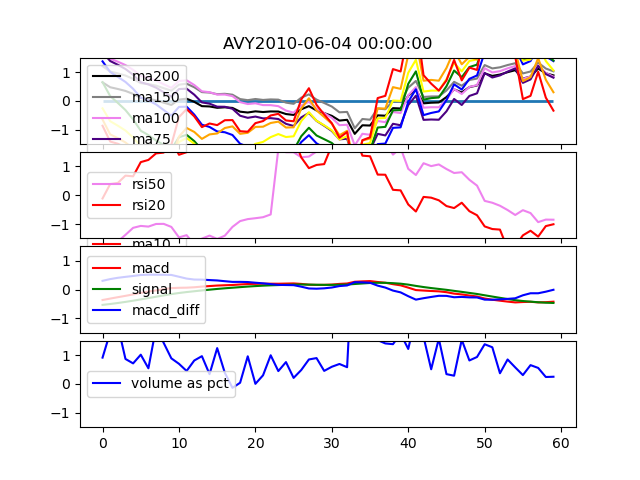 AVY2010-06-04 00:00:00
1
0
−1
ma200
ma150
ma100
ma75
1
0
−1
rsi50
rsi20
ma10
1
0
−1
macd
signal
macd_diff
1
0
−1
volume as pct
0 10 20 30 40 50 60